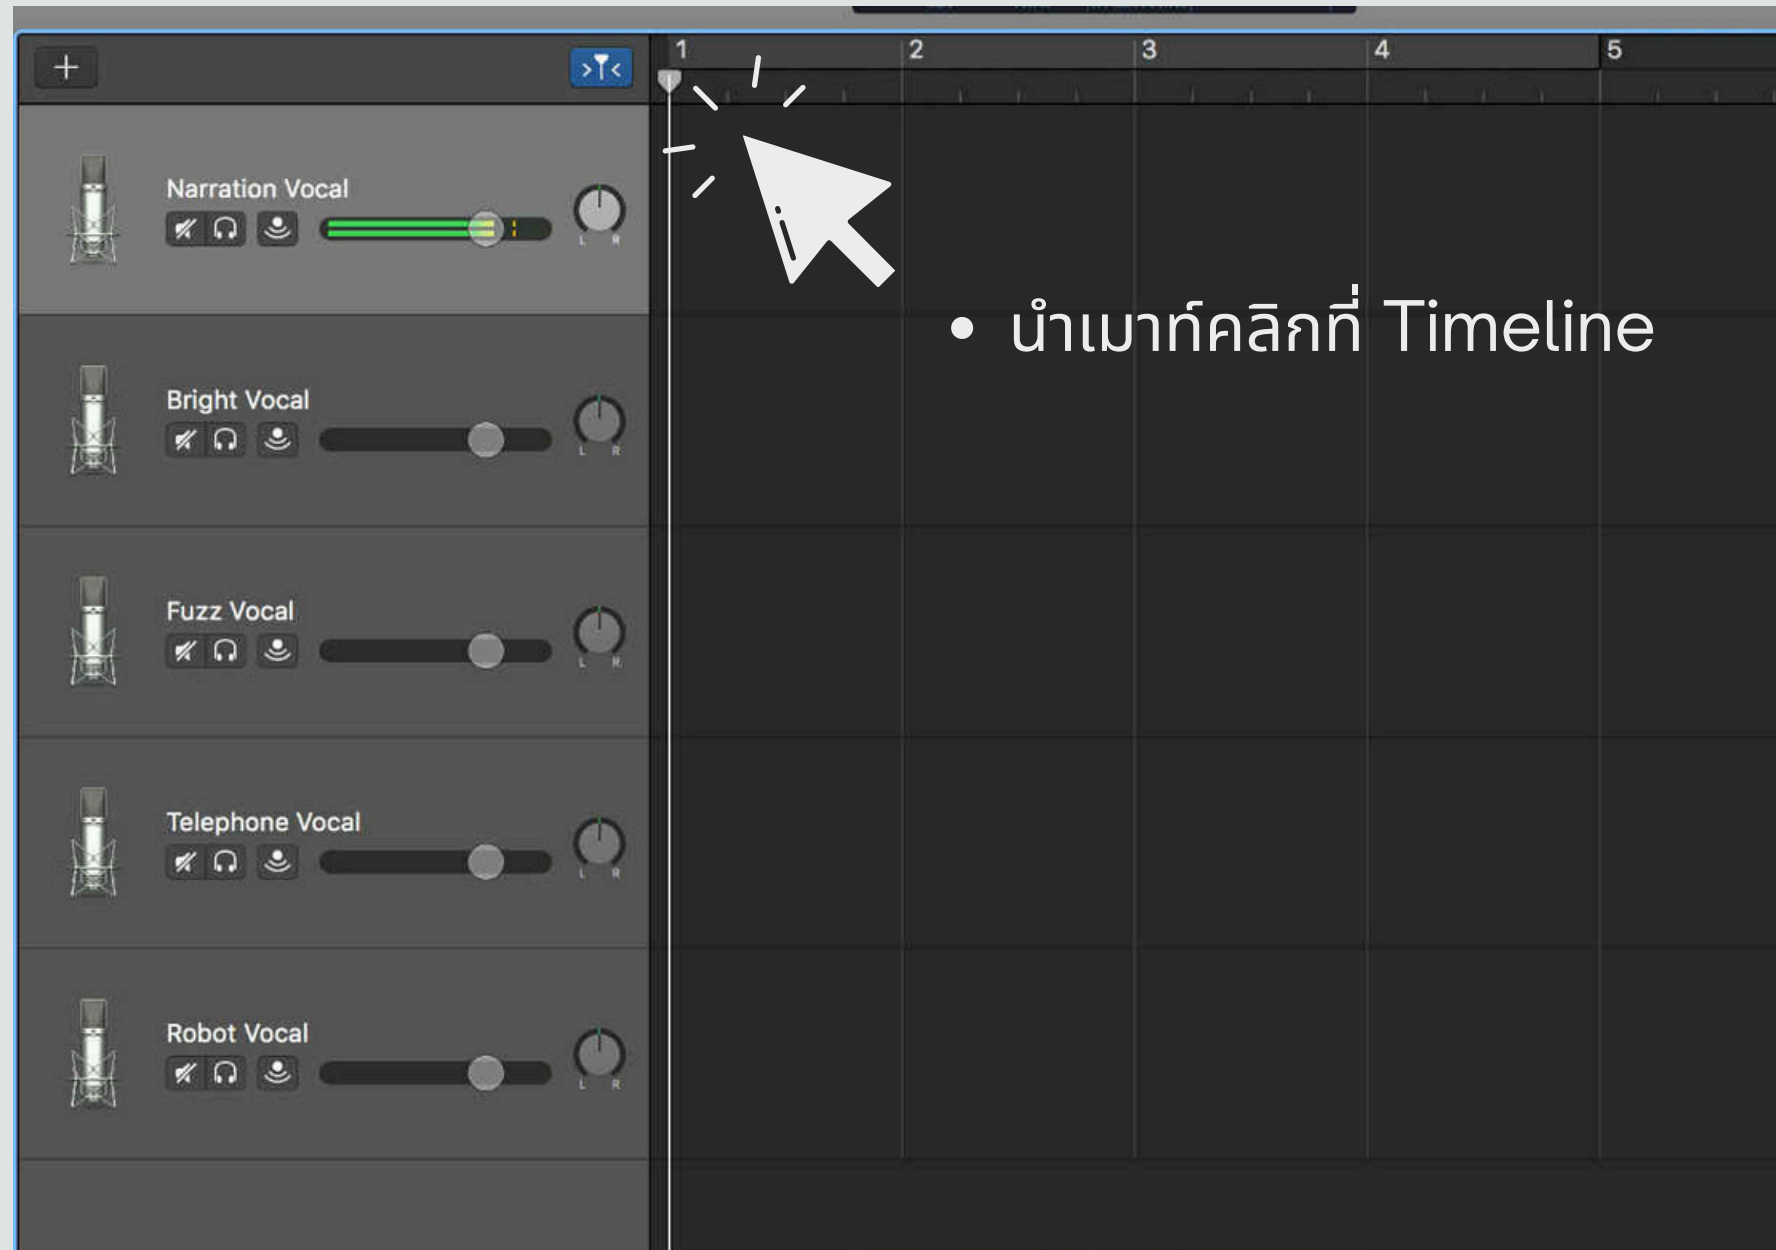 1 2 3 4 5
Narration Vocal
L R
• นำเมาท์คลิกที่ Timeline
Bright Vocal
L R
Fuzz Vocal
L R
Telephone Vocal
L R
Robot Vocal
L R